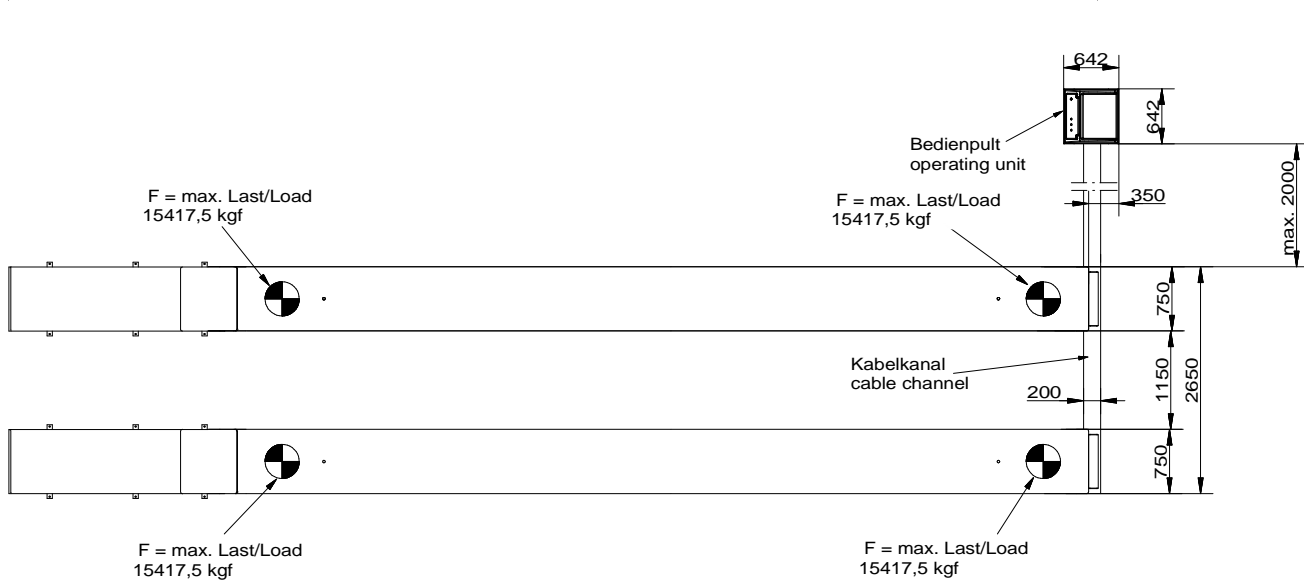 642
642
Bedienpult
operating unit
max. 2000
350
F = max. Last/Load
15417,5 kgf
F = max. Last/Load
15417,5 kgf
750
Kabelkanal
cable channel
200
1150
2650
750
F = max. Last/Load
15417,5 kgf
F = max. Last/Load
15417,5 kgf